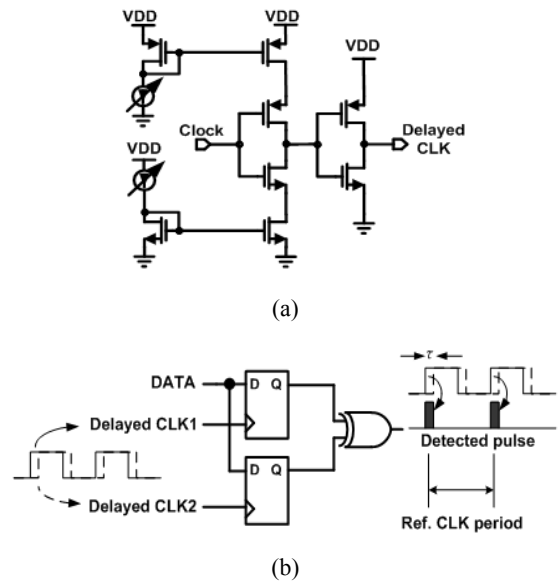 VDD
VDD
VDD
Clock
Delayed
CLK
VDD
(a)
τ
DATA
D Q
Delayed CLK1
Detected pulse
D Q
Delayed CLK2
Ref. CLK period
(b)